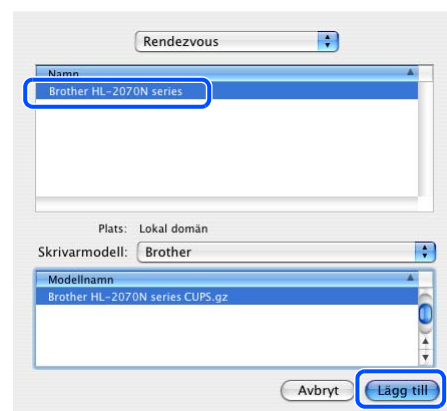 Rendezvous
Namn
Brother HL-2070N series
Plats: Lokal domän
Skrivarmodell: Brother
Modellnamn
Brother HL-2070N series CUPS.gz
Avbryt Lägg till